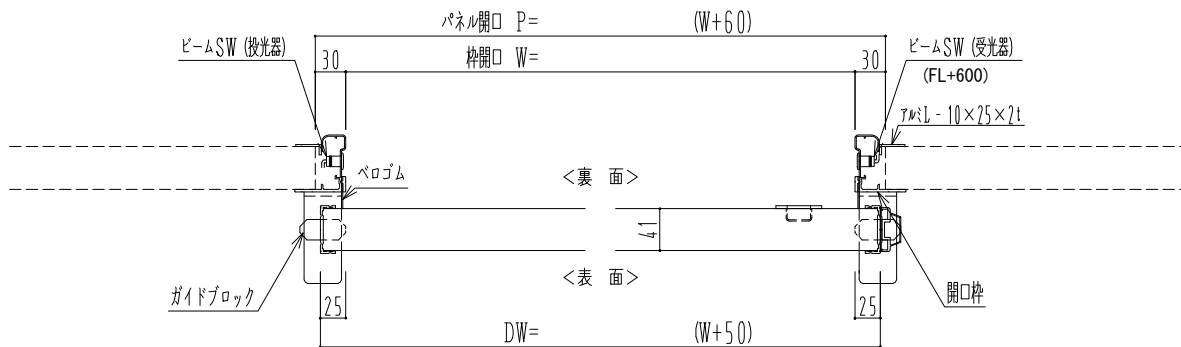 パネル開口 P= (W+60)
ビームSW (投光器)
30
枠開口 W=
30
ビームSW (受光器)
(FL+600)
アルミL - 10×25×2t
ベロゴム
<裏 面>
41
<表 面>
ガイドブロック
25
25
開口枠
DW= (W+50)